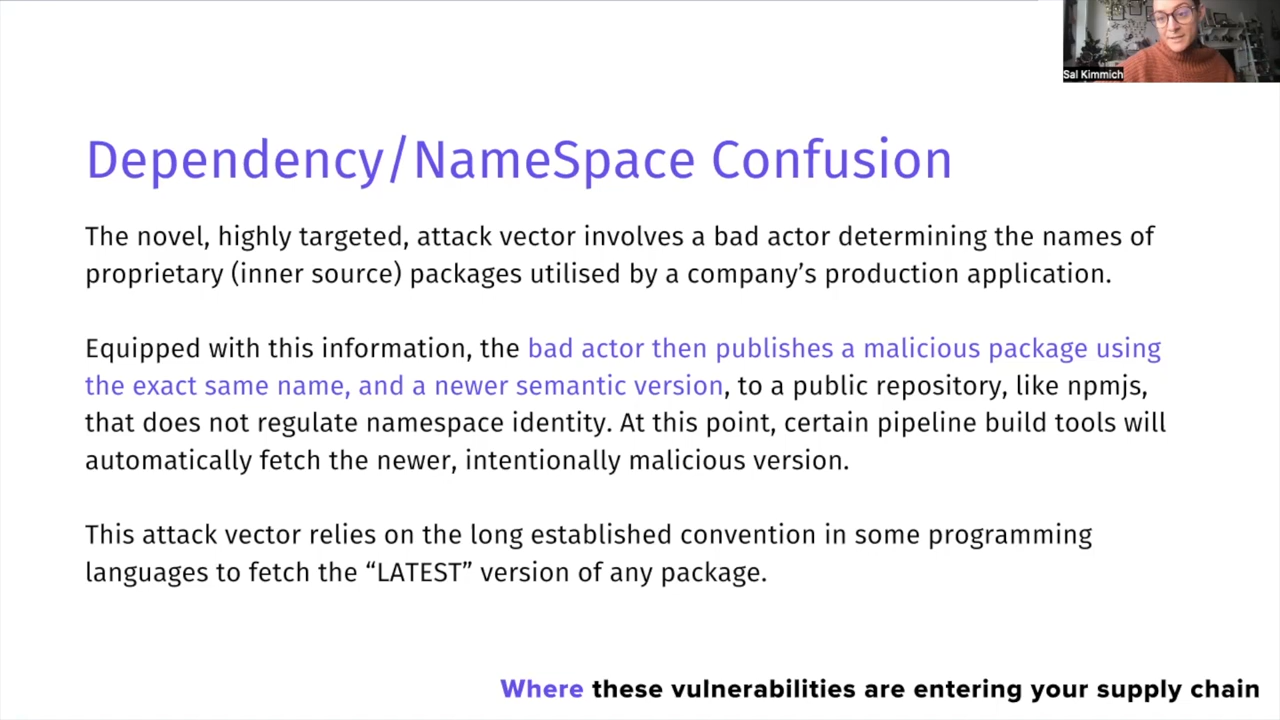 Sal Kimmich
Dependency/NameSpace Confusion
The novel, highly targeted, attack vector involves a bad actor determining the names of
proprietary (inner source) packages utilised by a company’s production application.
Equipped with this information, the bad actor then publishes a malicious package using
the exact same name, and a newer semantic version, to a public repository, like npmjs,
that does not regulate namespace identity. At this point, certain pipeline build tools will
automatically fetch the newer, intentionally malicious version.
This attack vector relies on the long established convention in some programming
languages to fetch the “LATEST” version of any package.
Where these vulnerabilities are entering your supply chain